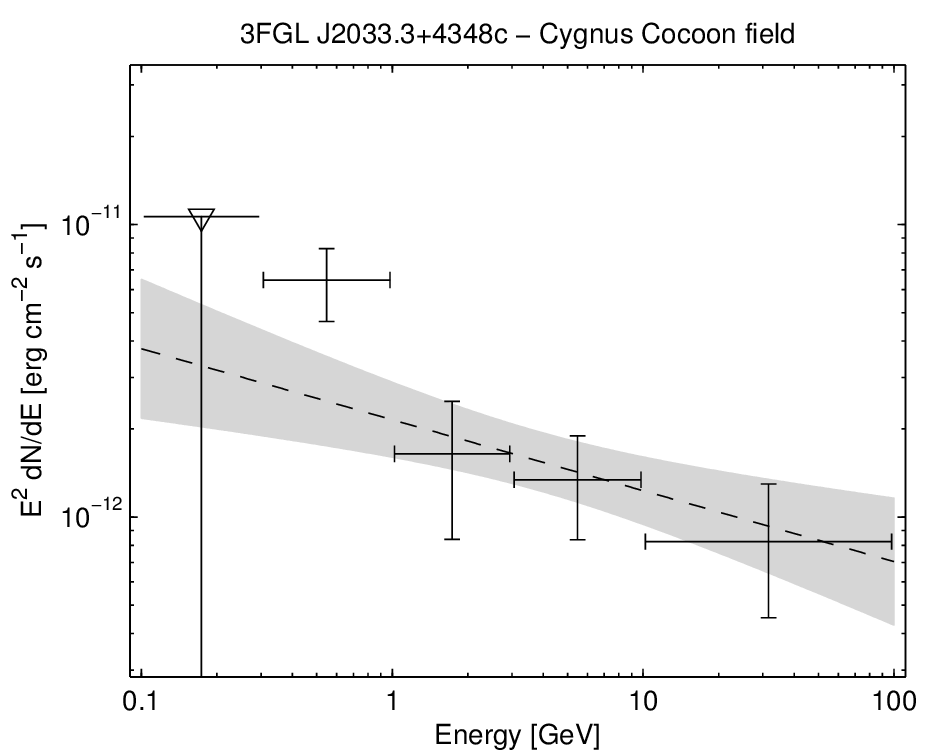 3FGL J2033.3+4348c − Cygnus Cocoon field
E² dN/dE [erg cm⁻² s⁻¹]
10⁻¹¹
10⁻¹²
0.1 1 10 100
Energy [GeV]